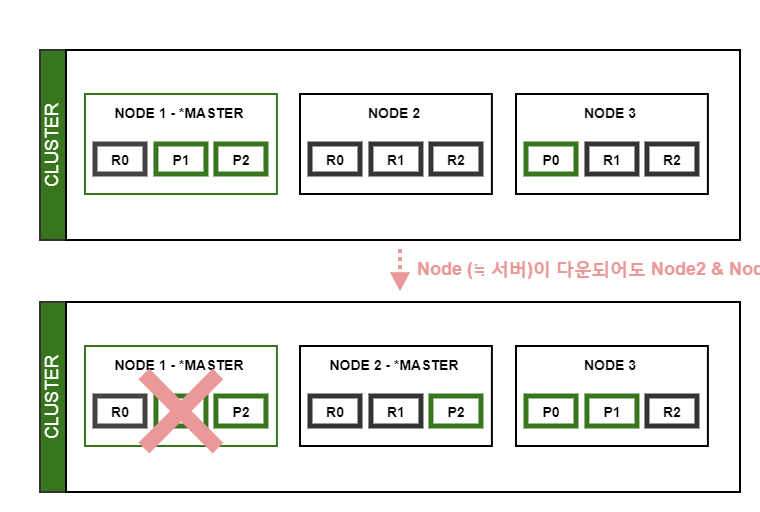 CLUSTER
NODE 1 - *MASTER
R0 P1 P2
NODE 2
R0 R1 R2
NODE 3
P0 R1 R2
Node (≒ 서버)이 다운되어도 Node2 & Nod
CLUSTER
NODE 1 - *MASTER
R0 P2
NODE 2 - *MASTER
R0 R1 P2
NODE 3
P0 P1 R2